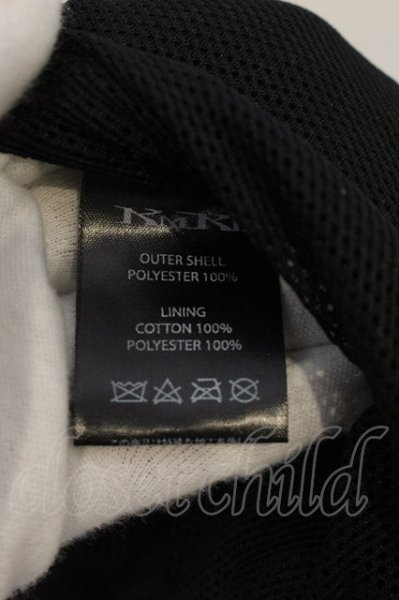 OUTER SHELL
POLYESTER 100%
LINING
COTTON 100%
POLYESTER 100%
closet child